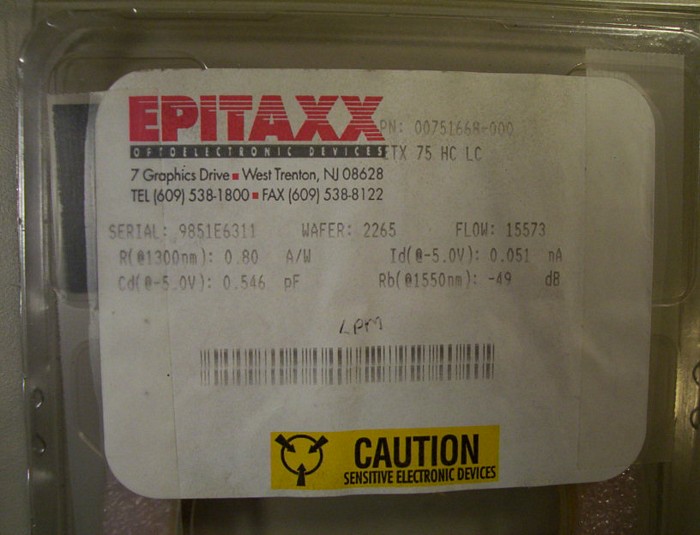 EPITAXX
OPTOELECTRONIC DEVICES
7 Graphics Drive ▪ West Trenton, NJ 08628
TEL (609) 538-1800 ▪ FAX (609) 538-8122
PN: 00751668-000
ETX 75 HC LC
SERIAL: 9851E6311 WAFER: 2265 FLOW: 15573
R(@1300nm): 0.80 A/W Id(@-5.0V): 0.051 nA
Cd(@-5.0V): 0.546 pF Rb(@1550nm): -49 dB
LPM
CAUTION
SENSITIVE ELECTRONIC DEVICES